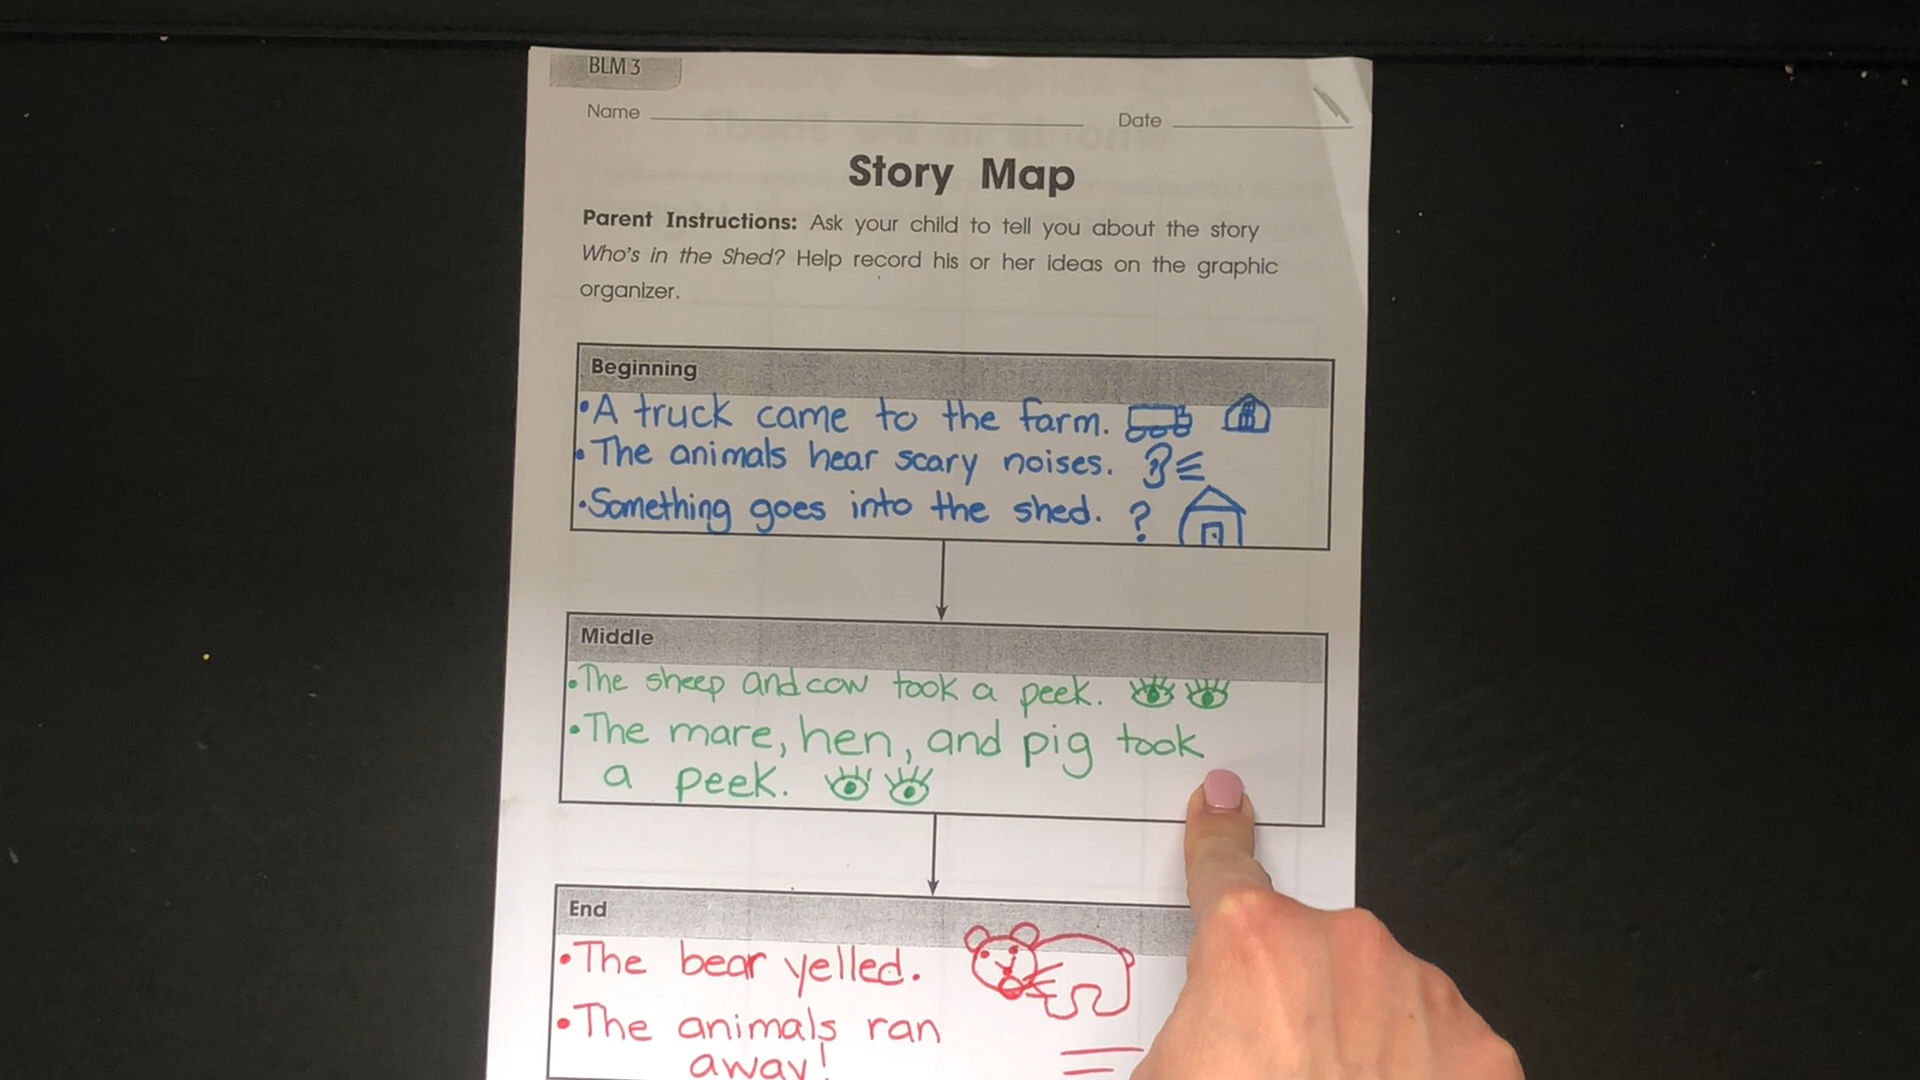 BLM 3
Name Date
Story Map
Parent Instructions: Ask your child to tell you about the story
Who's in the Shed? Help record his or her ideas on the graphic
organizer.
Beginning
•A truck came to the farm.
•The animals hear scary noises.
•Something goes into the shed. ?
Middle
•The sheep and cow took a peek.
•The mare, hen, and pig took
a peek.
End
•The bear yelled.
•The animals ran
away!